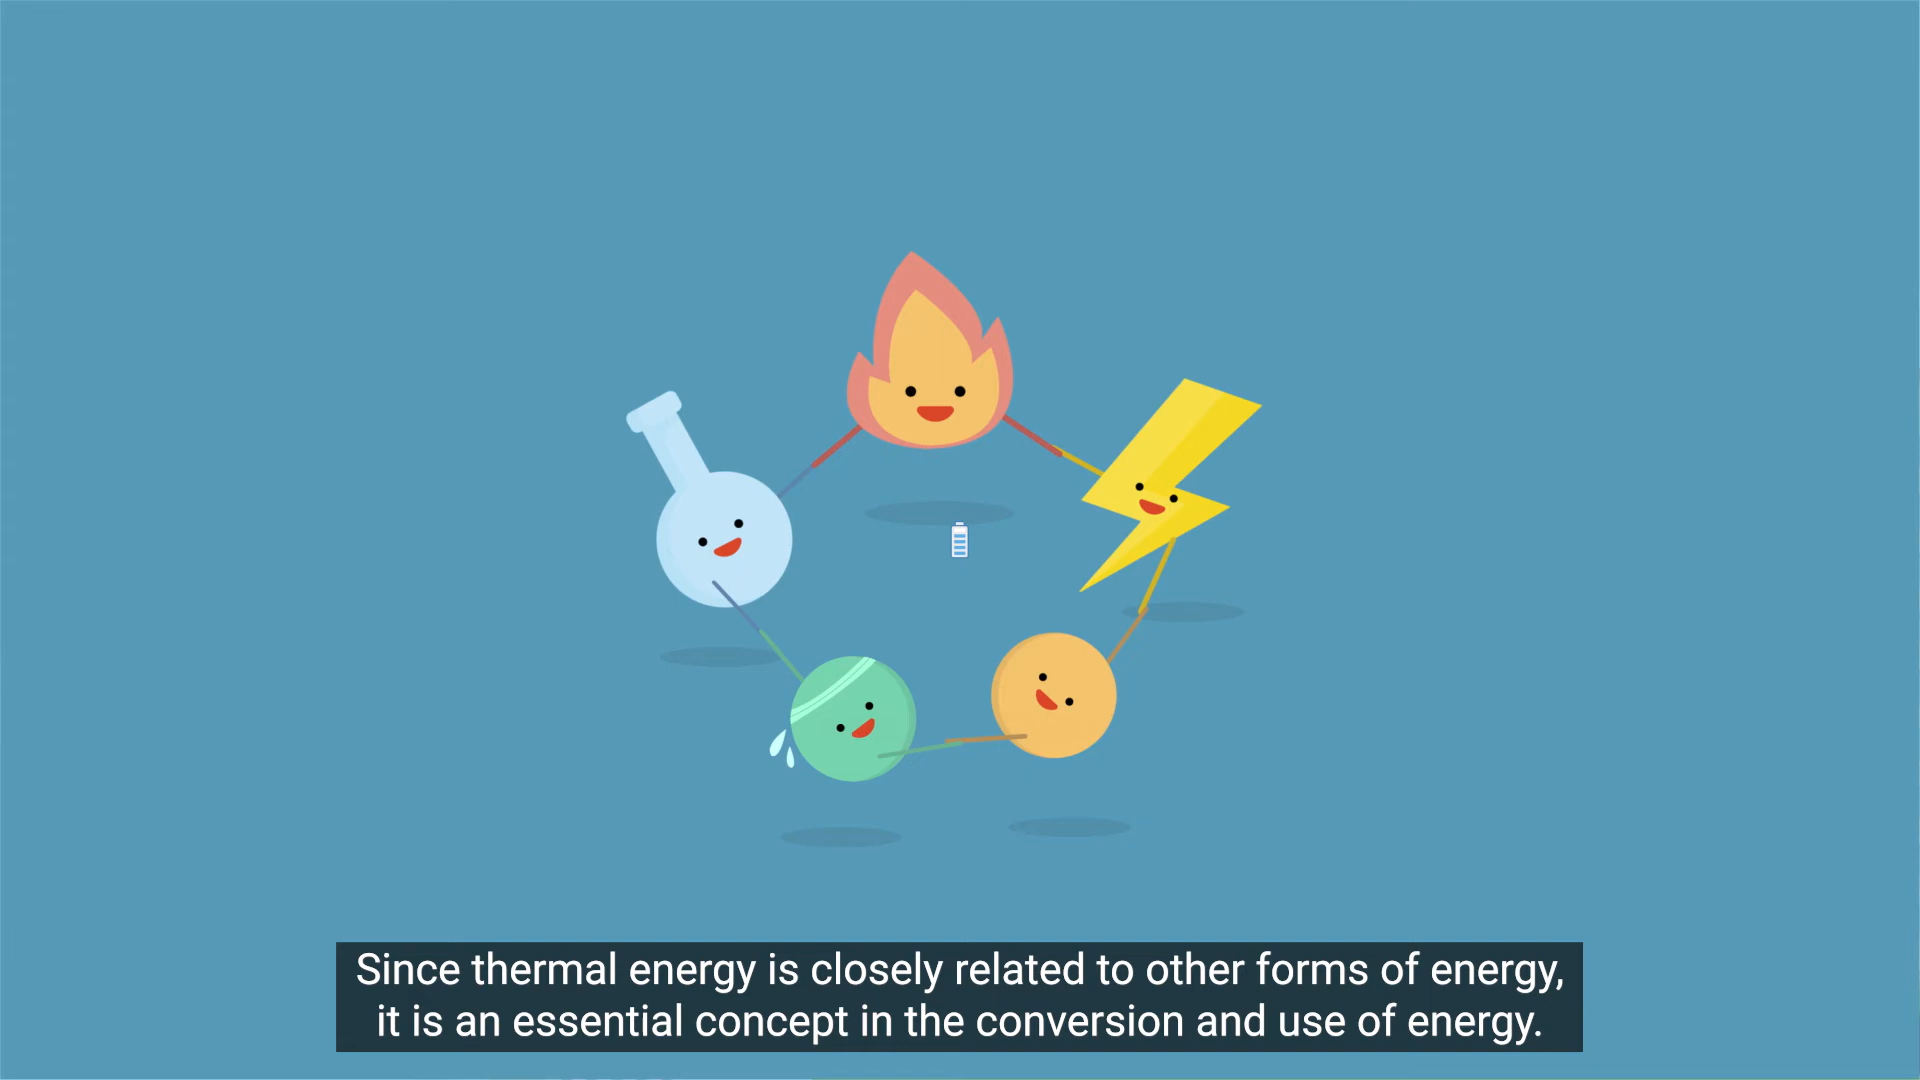 Since thermal energy is closely related to other forms of energy,
it is an essential concept in the conversion and use of energy.